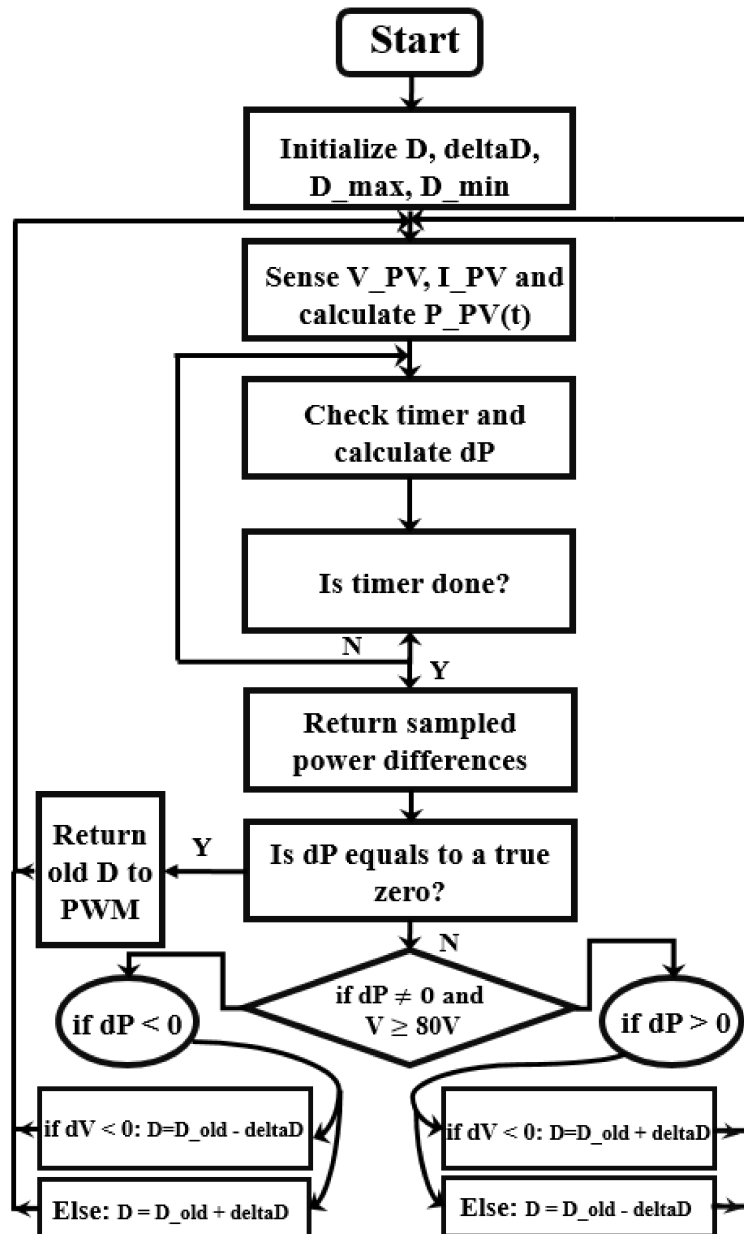 Start
Initialize D, deltaD,
D_max, D_min
Sense V_PV, I_PV and
calculate P_PV(t)
Check timer and
calculate dP
Is timer done?
N
Y
Return sampled
power differences
Return
old D to
PWM
Y
Is dP equals to a true
zero?
N
if dP ≠ 0 and
V ≥ 80V
if dP < 0
if dP > 0
if dV < 0: D=D_old - deltaD
if dV < 0: D=D_old + deltaD
Else: D = D_old + deltaD
Else: D = D_old - deltaD